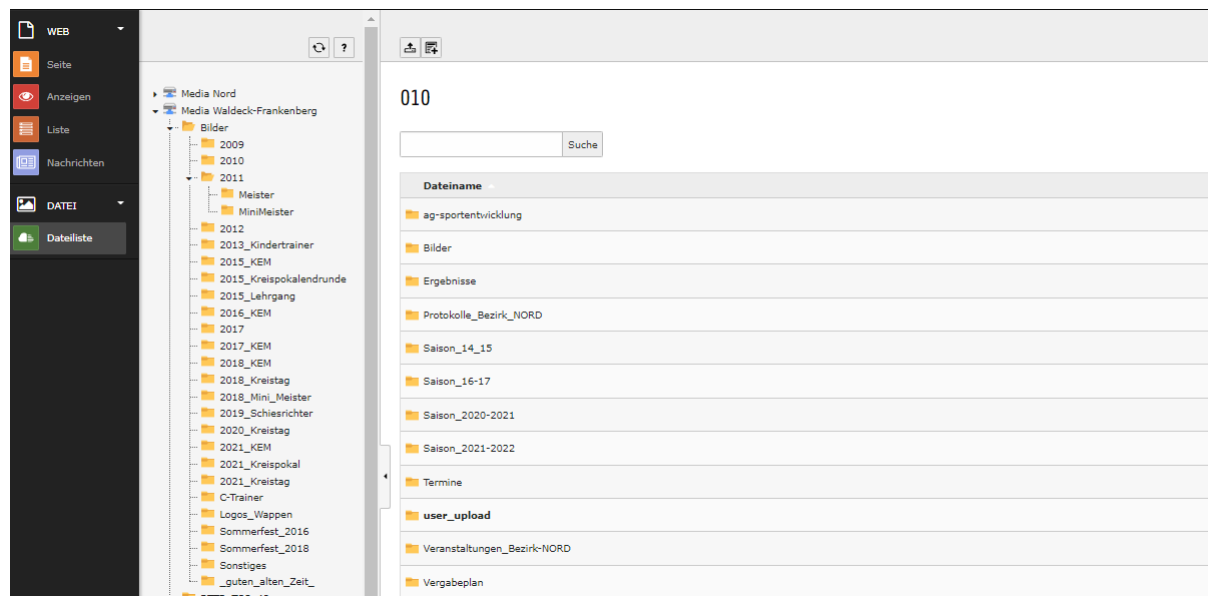 WEB
Seite
Anzeigen
Liste
Nachrichten
DATEI
Dateiliste
?
Media Nord
Media Waldeck-Frankenberg
Bilder
2009
2010
2011
Meister
MiniMeister
2012
2013_Kindertrainer
2015_KEM
2015_Kreispokalendrunde
2015_Lehrgang
2016_KEM
2017
2017_KEM
2018_KEM
2018_Kreistag
2018_Mini_Meister
2019_Schiesrichter
2020_Kreistag
2021_KEM
2021_Kreispokal
2021_Kreistag
C-Trainer
Logos_Wappen
Sommerfest_2016
Sommerfest_2018
Sonstiges
_guten_alten_Zeit_
010
Suche
Dateiname
ag-sportentwicklung
Bilder
Ergebnisse
Protokolle_Bezirk_NORD
Saison_14_15
Saison_16-17
Saison_2020-2021
Saison_2021-2022
Termine
user_upload
Veranstaltungen_Bezirk-NORD
Vergabeplan